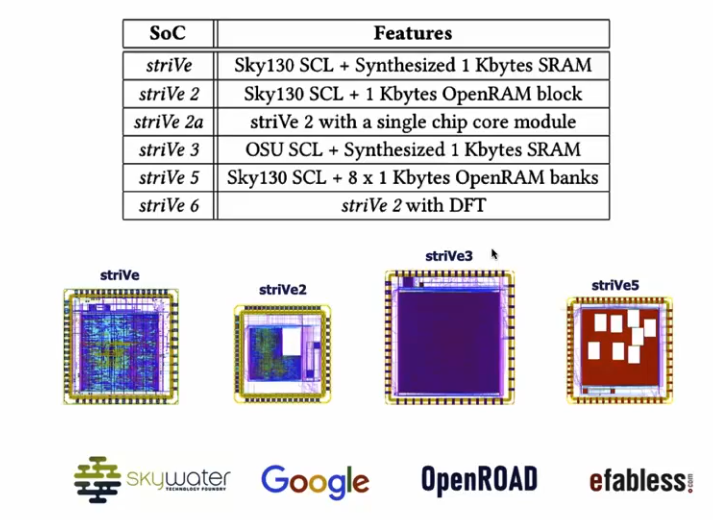 SoC Features
striVe Sky130 SCL + Synthesized 1 Kbytes SRAM
striVe 2 Sky130 SCL + 1 Kbytes OpenRAM block
striVe 2a striVe 2 with a single chip core module
striVe 3 OSU SCL + Synthesized 1 Kbytes SRAM
striVe 5 Sky130 SCL + 8 x 1 Kbytes OpenRAM banks
striVe 6 striVe 2 with DFT
striVe striVe2 striVe3 striVe5
skywater Google OpenROAD efabless.com
TECHNOLOGY FOUNDRY